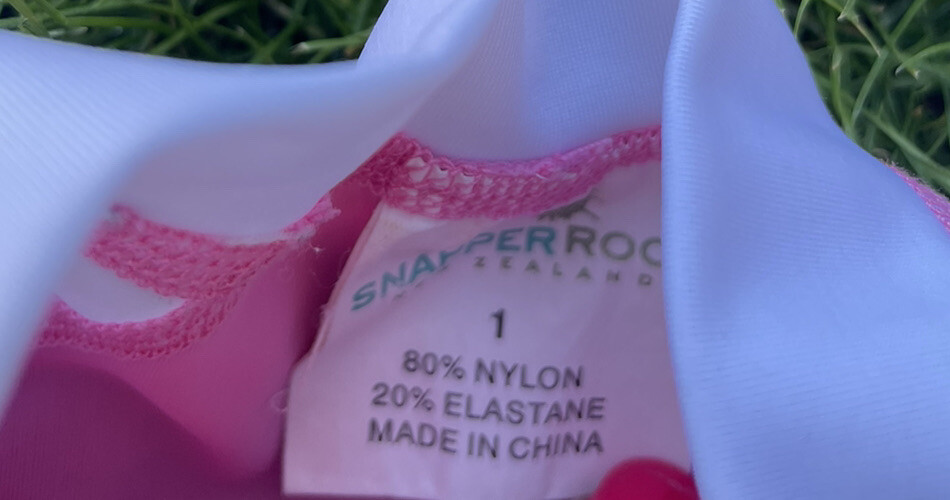 SNAPPER ROC
ZEALAND
1
80% NYLON
20% ELASTANE
MADE IN CHINA